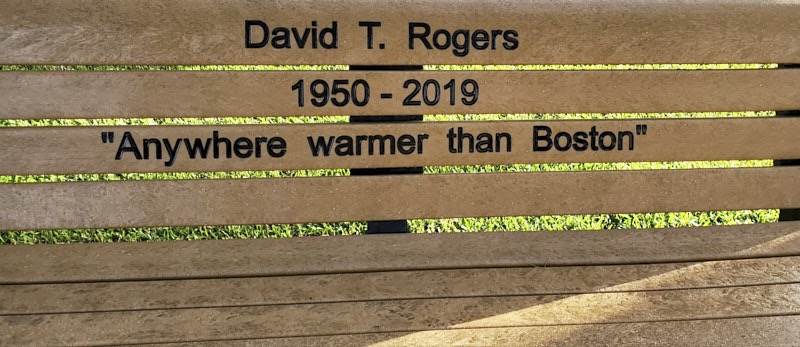 David T. Rogers
1950 - 2019
"Anywhere warmer than Boston"